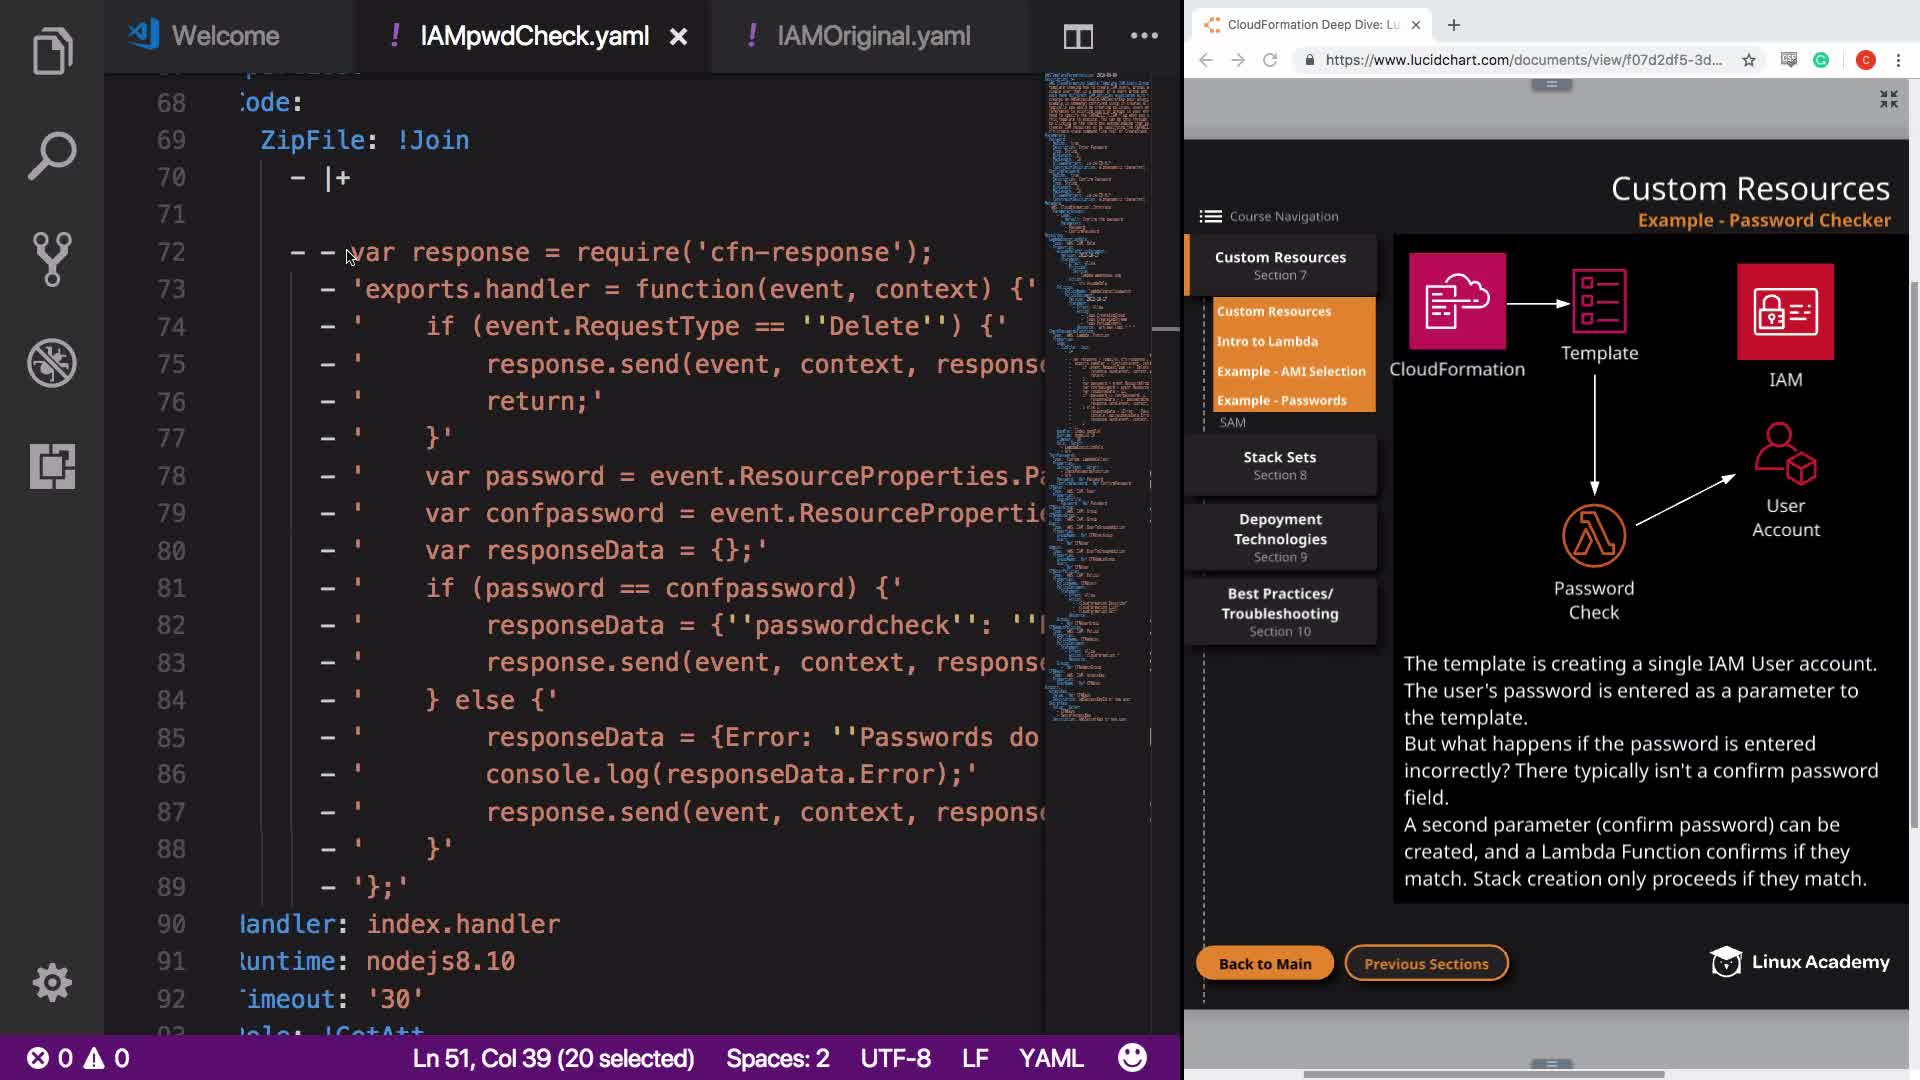 Welcome
! IAMpwdCheck.yaml ×
! IAMOriginal.yaml
68 Code:
69 ZipFile: !Join
70 - |+
71
72 - - var response = require('cfn-response');
73 - 'exports.handler = function(event, context) {'
74 - '    if (event.RequestType == ''Delete'') {'
75 - '        response.send(event, context, respons
76 - '        return;'
77 - '    }'
78 - '    var password = event.ResourceProperties.Pa
79 - '    var confpassword = event.ResourceProperti
80 - '    var responseData = {};'
81 - '    if (password == confpassword) {'
82 - '        responseData = {''passwordcheck'': ''
83 - '        response.send(event, context, respons
84 - '    } else {'
85 - '        responseData = {Error: ''Passwords do
86 - '        console.log(responseData.Error);'
87 - '        response.send(event, context, respons
88 - '    }'
89 - '};'
90 Handler: index.handler
91 Runtime: nodejs8.10
92 Timeout: '30'
93 Role: !GetAtt
0 0
Ln 51, Col 39 (20 selected)
Spaces: 2
UTF-8
LF
YAML
CloudFormation Deep Dive: Lu ×
https://www.lucidchart.com/documents/view/f07d2df5-3d...
C
Custom Resources
Example - Password Checker
Course Navigation
Custom Resources
Section 7
Custom Resources
Intro to Lambda
Example - AMI Selection
Example - Passwords
SAM
Stack Sets
Section 8
Depoyment
Technologies
Section 9
Best Practices/
Troubleshooting
Section 10
CloudFormation
Template
IAM
User
Account
Password
Check
The template is creating a single IAM User account.
The user's password is entered as a parameter to
the template.
But what happens if the password is entered
incorrectly? There typically isn't a confirm password
field.
A second parameter (confirm password) can be
created, and a Lambda Function confirms if they
match. Stack creation only proceeds if they match.
Back to Main
Previous Sections
Linux Academy